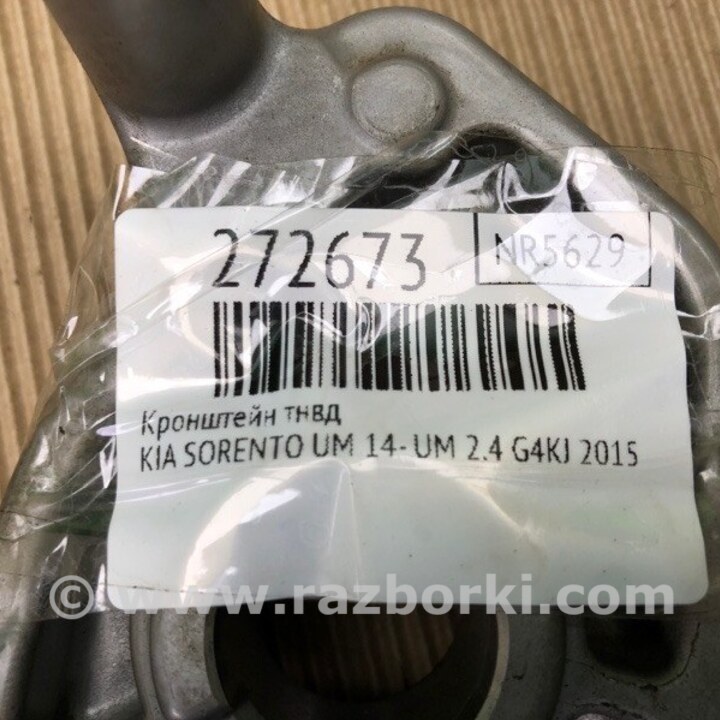 272673
NR5629
Кронштейн тнвд
KIA SORENTO UM 14- UM 2.4 G4KJ 2015
© www.razborki.com